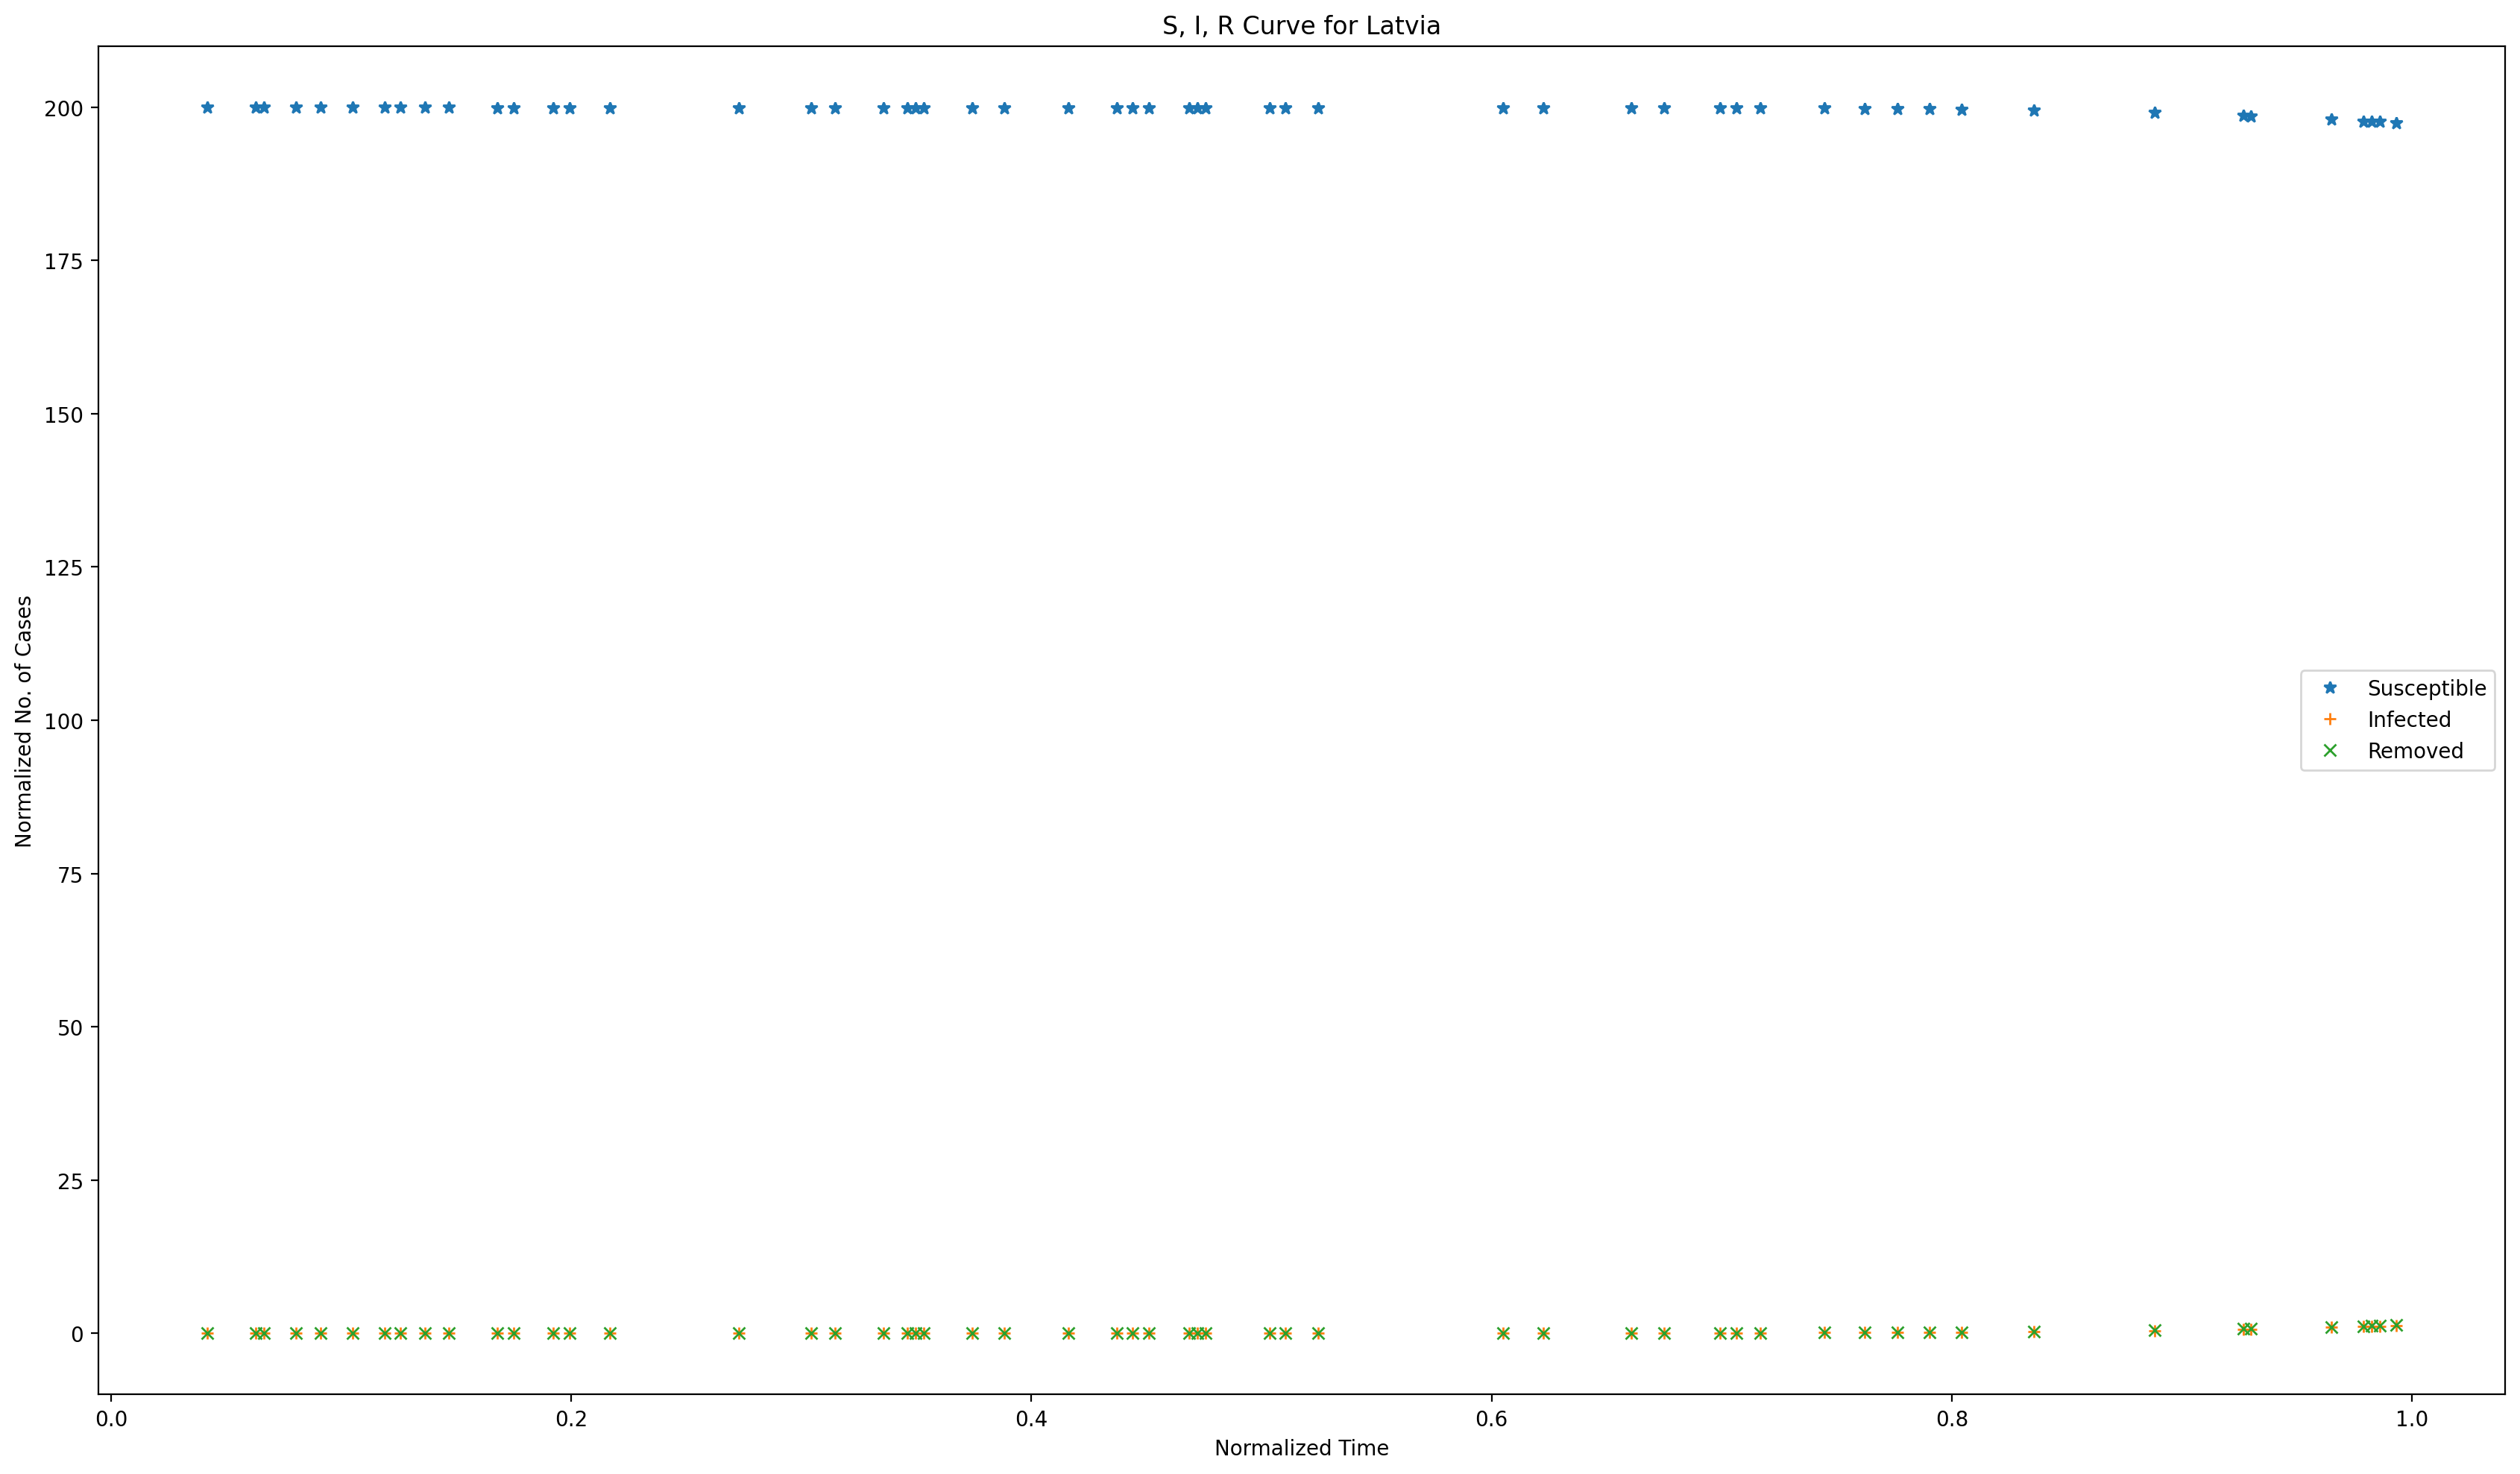 S, I, R Curve for Latvia
200
175
150
125
100
75
50
25
0
Normalized No. of Cases
Susceptible
Infected
Removed
0.0 0.2 0.4 0.6 0.8 1.0
Normalized Time